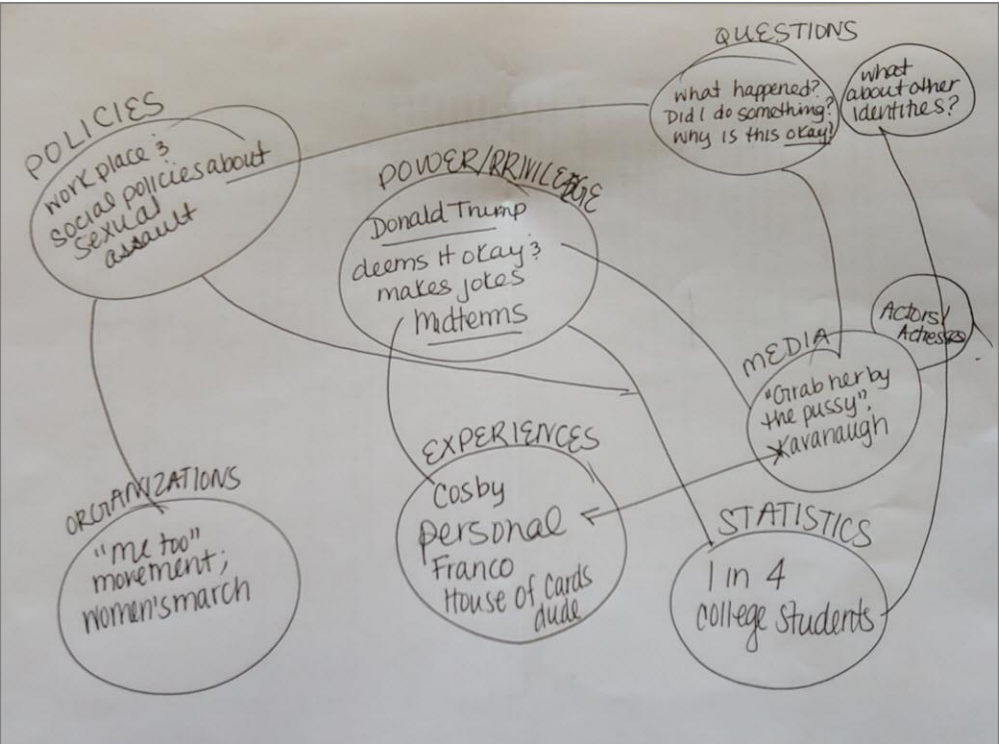 QUESTIONS
what happened?
Did I do something?
Why is this okay?
what
about other
identities?
POLICIES
workplace &
social policies about
sexual
assault
POWER/PRIVILEGE
Donald Trump
deems it okay &
makes jokes
Midterms
Actors/
Actresses
MEDIA
"Grab her by
the pussy",
Kavanaugh
ORGANIZATIONS
"me too"
movement;
women's march
EXPERIENCES
Cosby
personal
Franco
House of Cards
dude
STATISTICS
1 in 4
college students